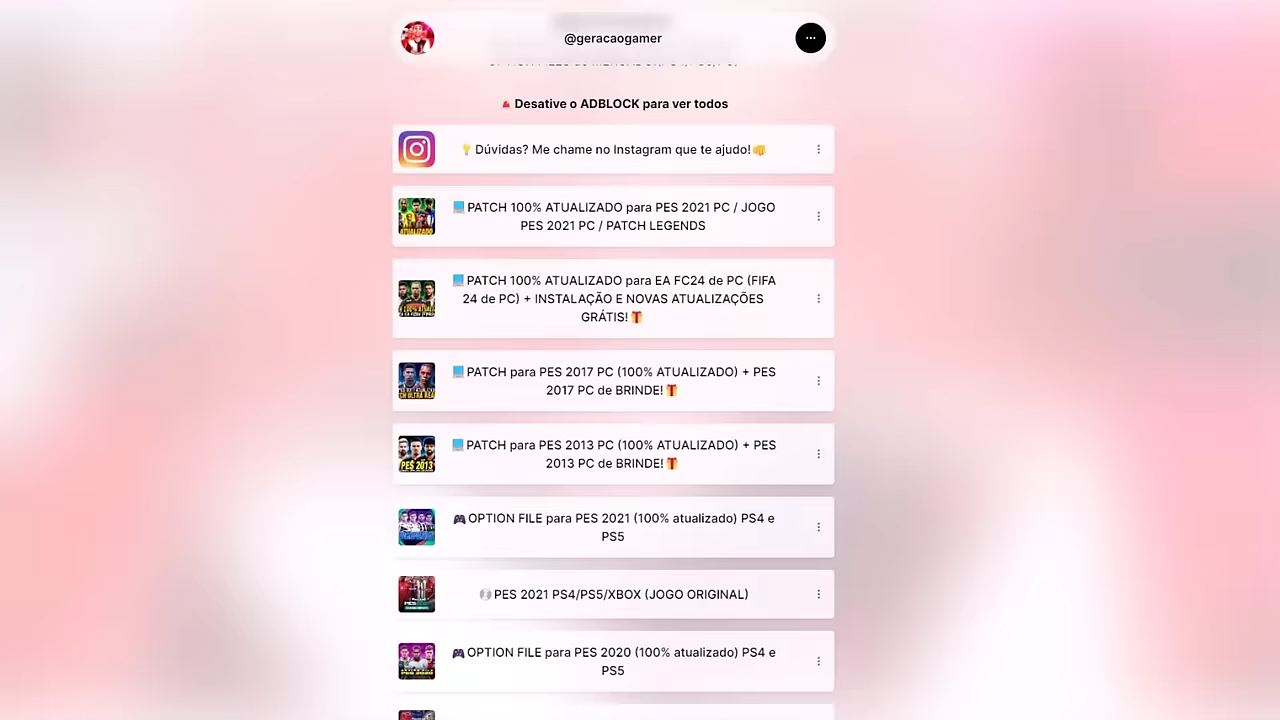 @geracaogamer
Desative o ADBLOCK para ver todos
Dúvidas? Me chame no Instagram que te ajudo!
PATCH 100% ATUALIZADO para PES 2021 PC / JOGO
PES 2021 PC / PATCH LEGENDS
PATCH 100% ATUALIZADO para EA FC24 de PC (FIFA
24 de PC) + INSTALAÇÃO E NOVAS ATUALIZAÇÕES
GRÁTIS!
PATCH para PES 2017 PC (100% ATUALIZADO) + PES
2017 PC de BRINDE!
PATCH para PES 2013 PC (100% ATUALIZADO) + PES
2013 PC de BRINDE!
PES 2013
OPTION FILE para PES 2021 (100% atualizado) PS4 e
PS5
PES 2021 PS4/PS5/XBOX (JOGO ORIGINAL)
OPTION FILE para PES 2020 (100% atualizado) PS4 e
PS5